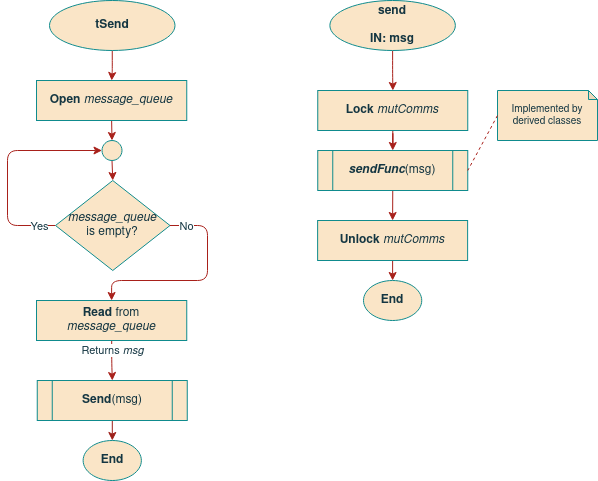 tSend
Open message_queue
message_queue
is empty?
Yes
No
Read from
message_queue
Returns msg
Send(msg)
End
send
IN: msg
Lock mutComms
sendFunc(msg)
Implemented by
derived classes
Unlock mutComms
End